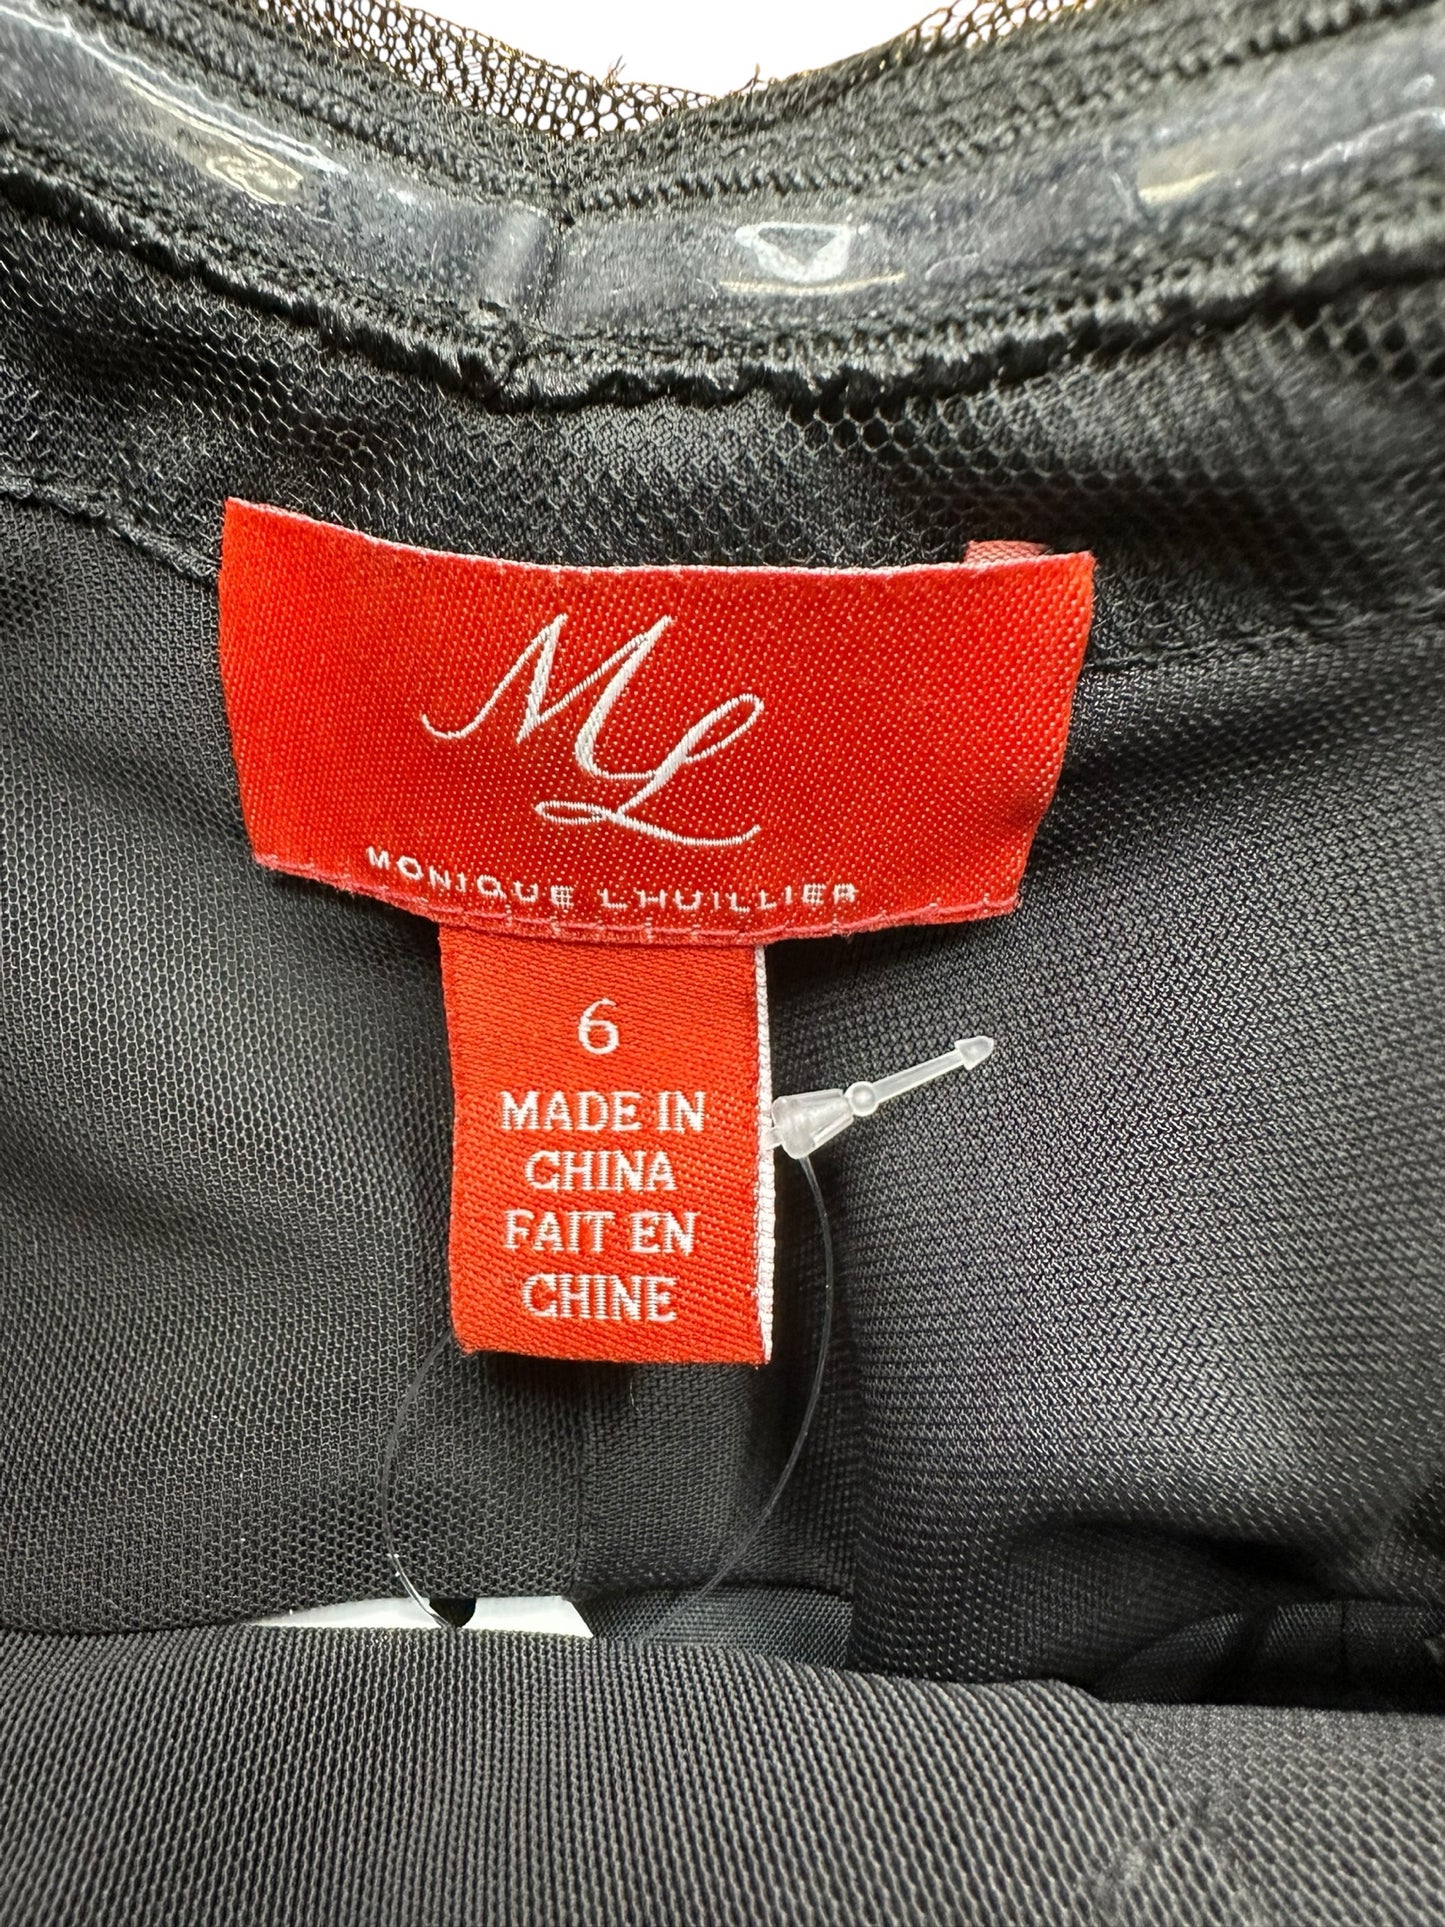 ML
MONIQUE LHUILLIER
6
MADE IN
CHINA
FAIT EN
CHINE